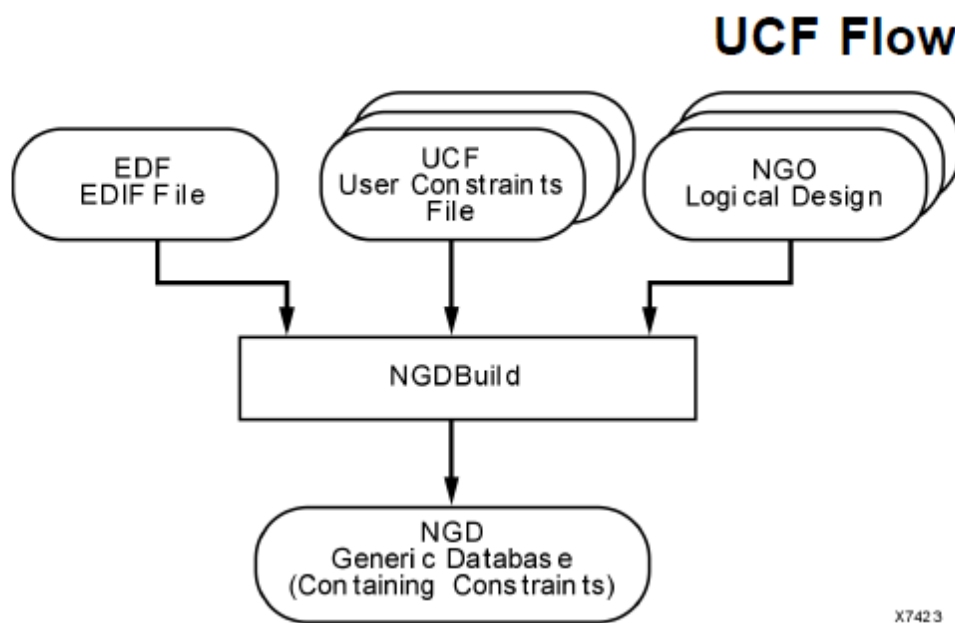 UCF Flow
EDF
EDIF File
UCF
User Constraints
File
NGO
Logical Design
NGDBuild
NGD
Generic Database
(Containing Constraints)
X7423